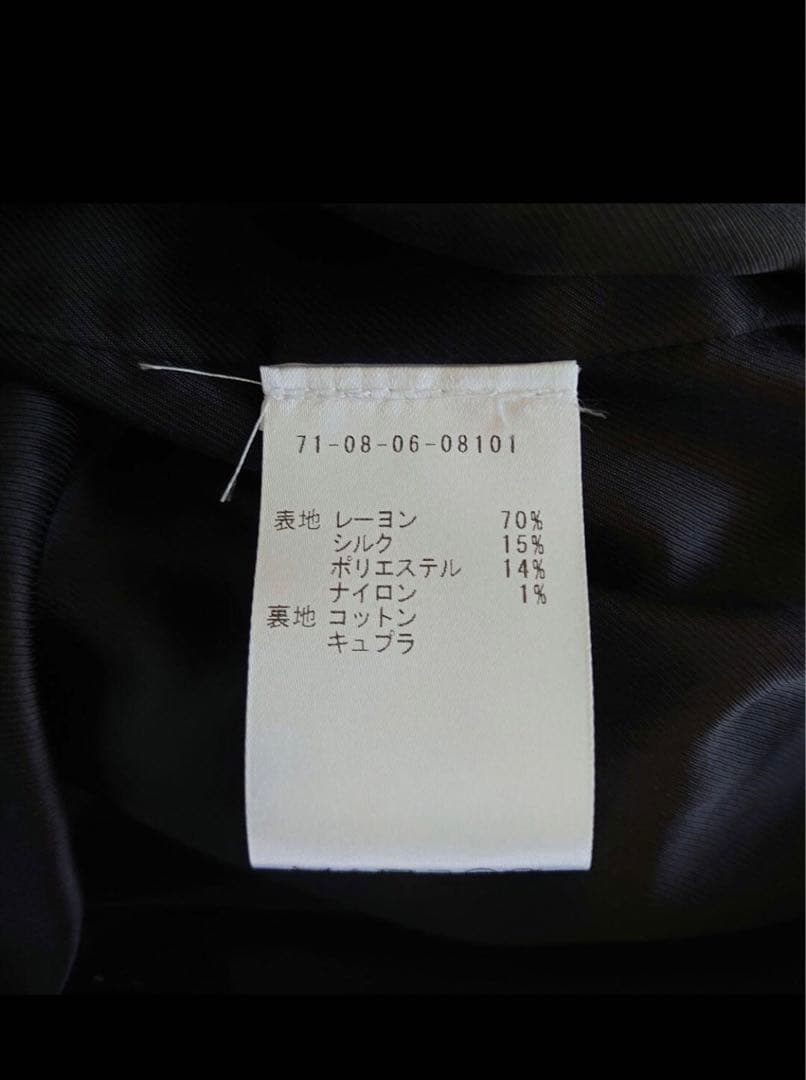 71-08-06-08101
表地 レーヨン 70%
シルク 15%
ポリエステル 14%
ナイロン 1%
裏地 コットン
キュプラ